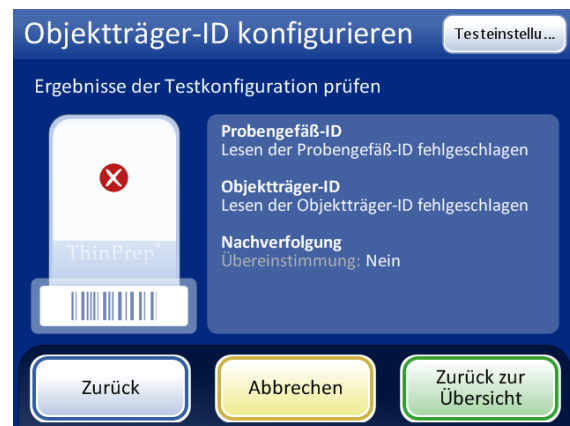 Objektträger-ID konfigurieren
Testeinstellu...
Ergebnisse der Testkonfiguration prüfen
ThinPrep®
Probengefäß-ID
Lesen der Probengefäß-ID fehlgeschlagen
Objektträger-ID
Lesen der Objektträger-ID fehlgeschlagen
Nachverfolgung
Übereinstimmung: Nein
Zurück
Abbrechen
Zurück zur
Übersicht